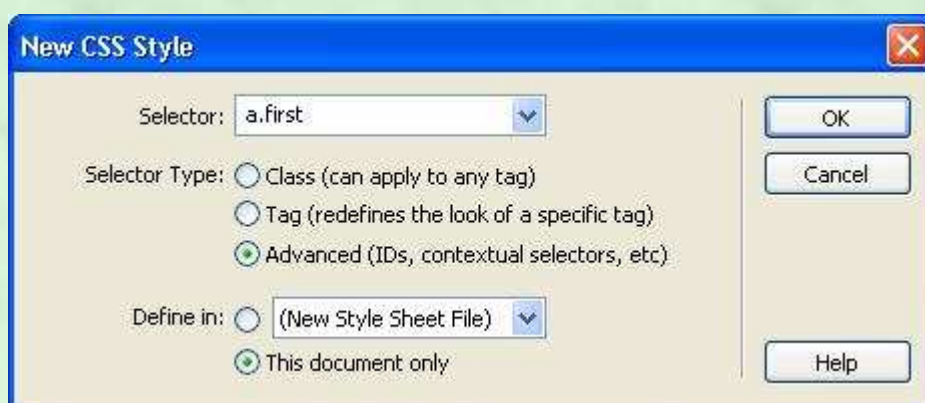 New CSS Style
Selector: a.first
OK
Selector Type: Class (can apply to any tag)
Cancel
Tag (redefines the look of a specific tag)
Advanced (IDs, contextual selectors, etc)
Define in: (New Style Sheet File)
This document only
Help